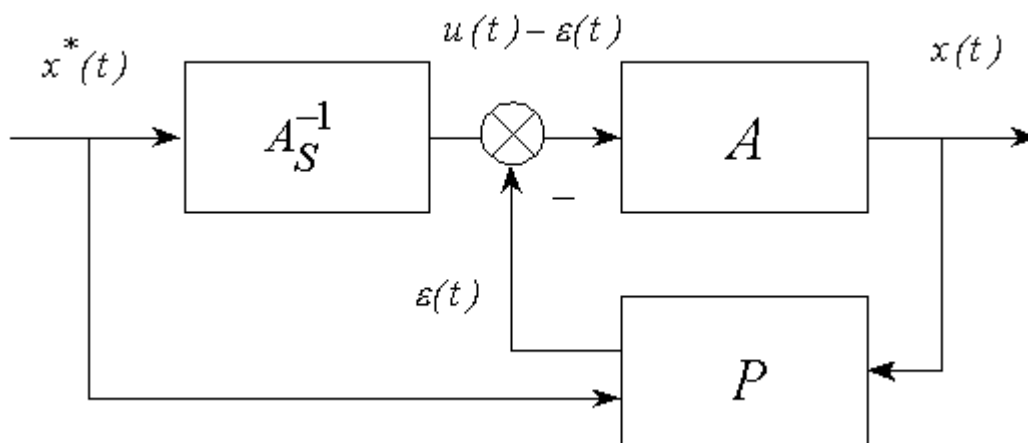 u(t) – ε(t)
x*(t)
x(t)
A_S^{-1}
A
–
ε(t)
P